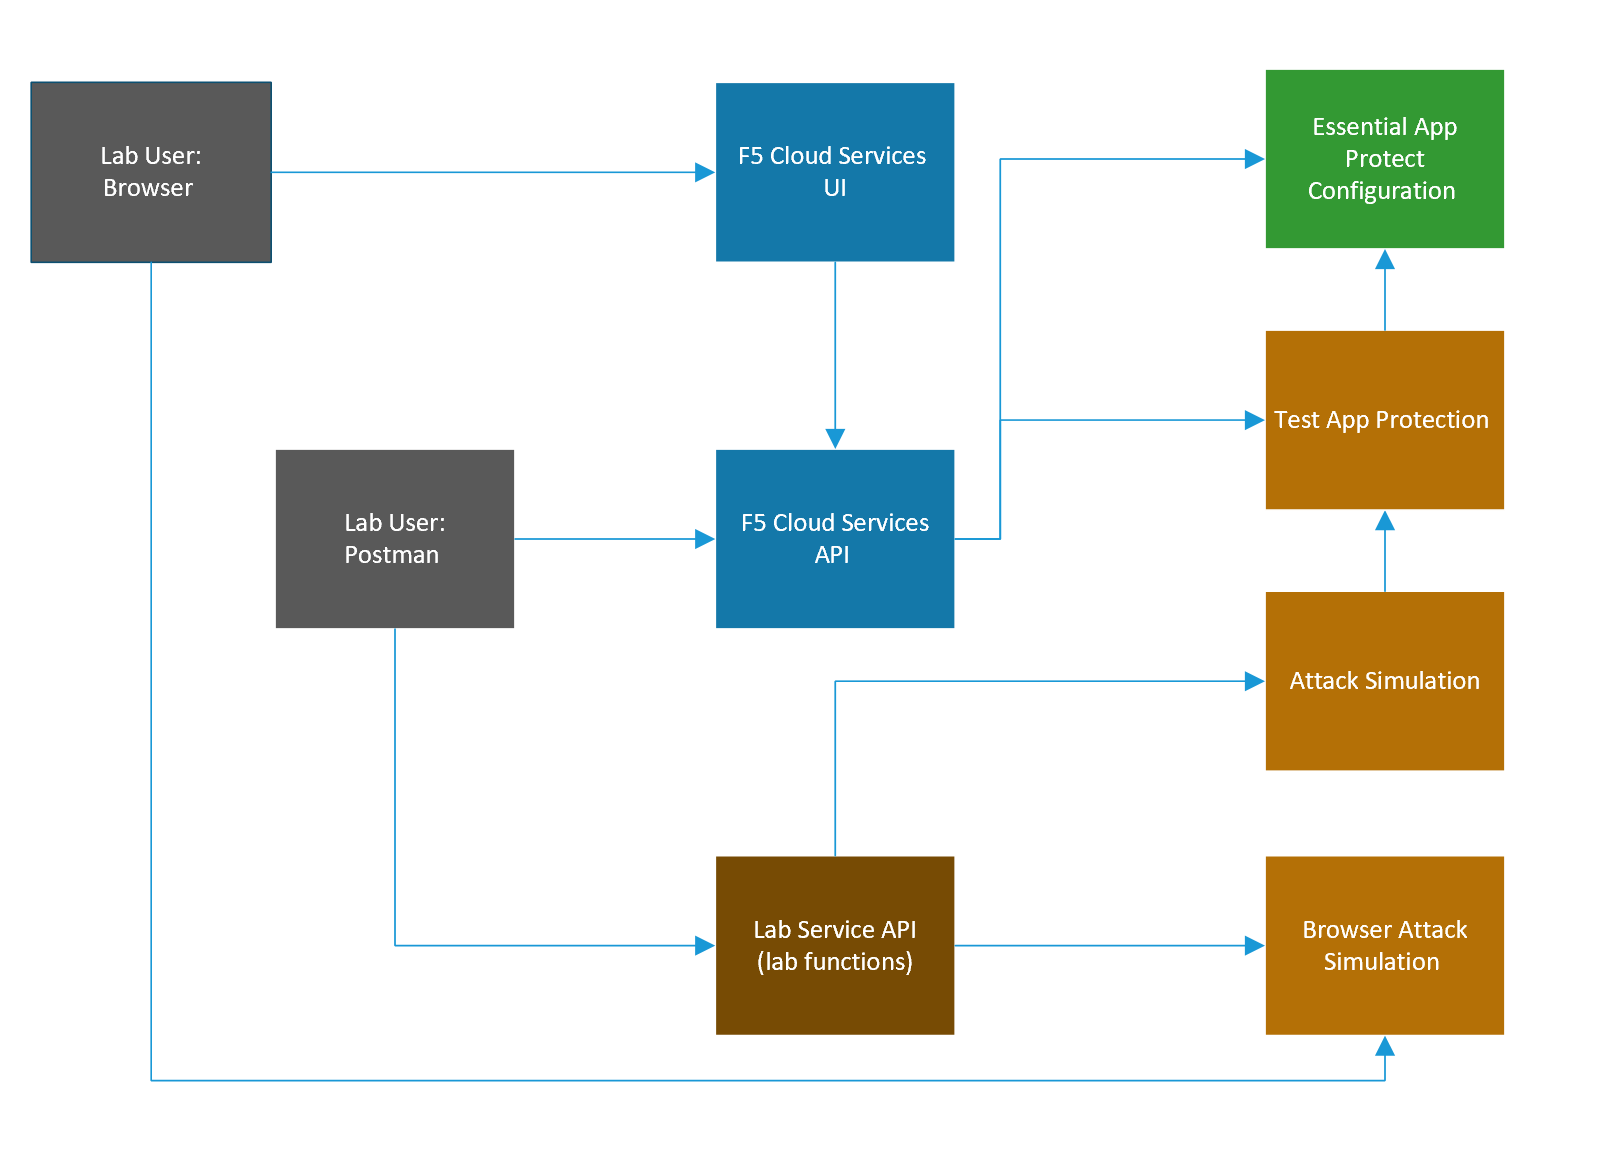 Lab User:
Browser
F5 Cloud Services
UI
Essential App
Protect
Configuration
Test App Protection
Lab User:
Postman
F5 Cloud Services
API
Attack Simulation
Lab Service API
(lab functions)
Browser Attack
Simulation